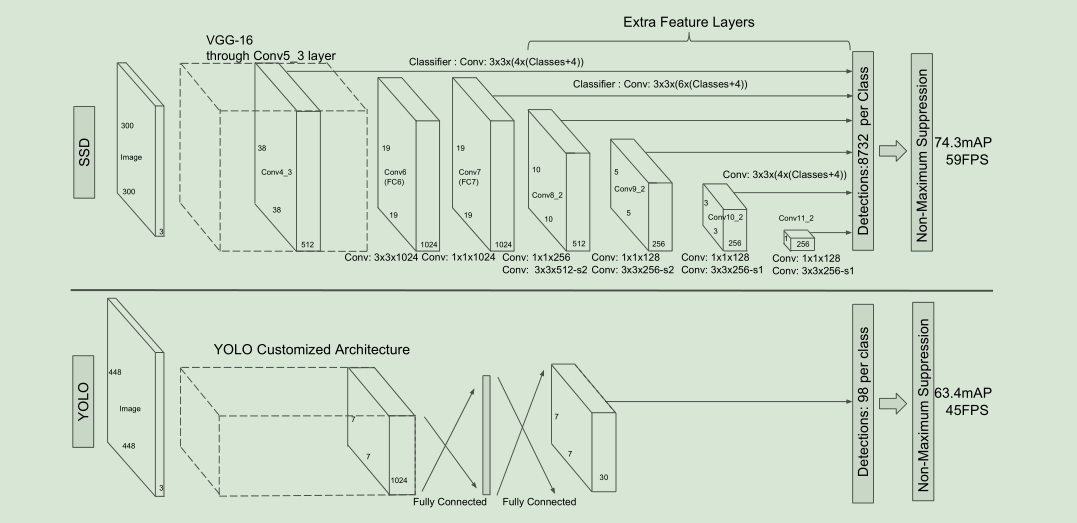 Extra Feature Layers
VGG-16
through Conv5_3 layer
Classifier : Conv: 3x3x(4x(Classes+4))
Classifier : Conv: 3x3x(6x(Classes+4))
SSD
300
Image
300
3
38
Conv4_3
38
512
19
Conv6
(FC6)
19
1024
19
Conv7
(FC7)
19
1024
10
Conv8_2
10
512
5
Conv9_2
5
256
Conv: 3x3x(4x(Classes+4))
3
Conv10_2
3
256
Conv11_2
1
256
Detections:8732 per Class
Non-Maximum Suppression
74.3mAP
59FPS
Conv: 3x3x1024
Conv: 1x1x1024
Conv: 1x1x256
Conv: 3x3x512-s2
Conv: 1x1x128
Conv: 3x3x256-s2
Conv: 1x1x128
Conv: 3x3x256-s1
Conv: 1x1x128
Conv: 3x3x256-s1
YOLO
448
Image
448
3
YOLO Customized Architecture
7
7
1024
Fully Connected
Fully Connected
7
7
30
Detections: 98 per class
Non-Maximum Suppression
63.4mAP
45FPS